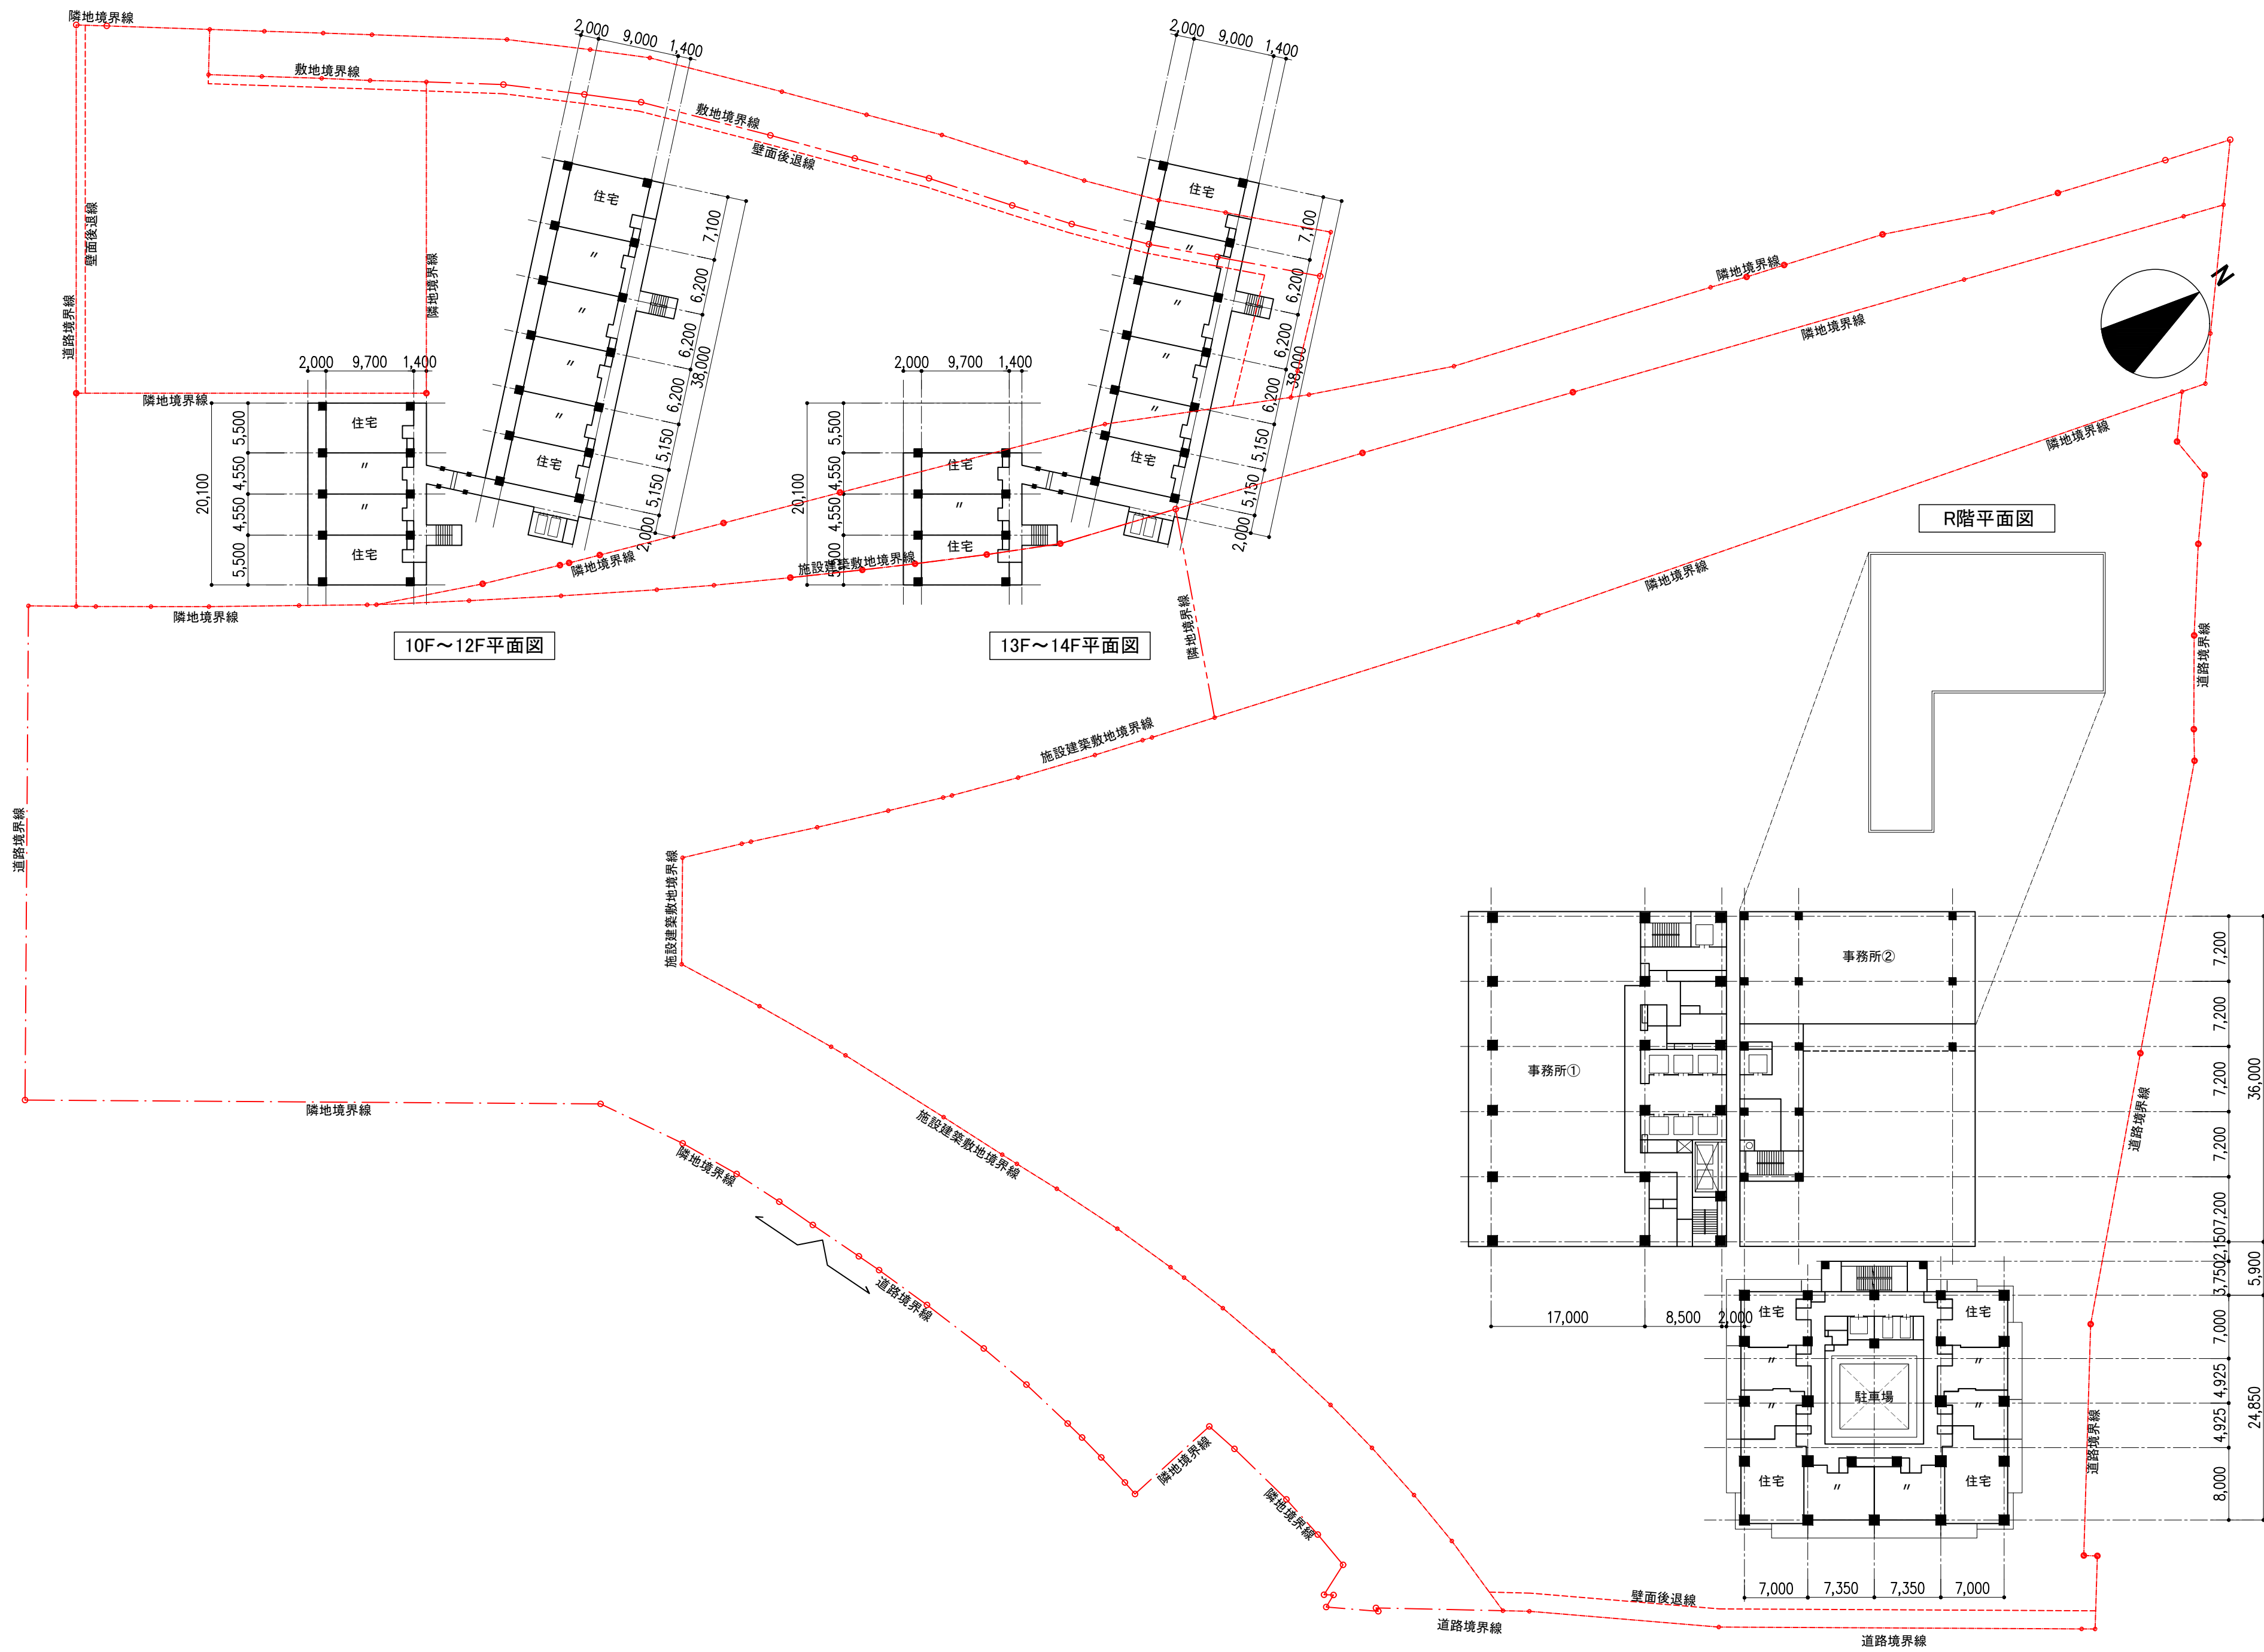 隣地境界線
敷地境界線
壁面後退線
道路境界線
隣地境界線
隣地境界線
2,000
9,000
1,400
敷地境界線
壁面後退線
住宅
〃
〃
〃
〃
住宅
7,100
6,200
6,200
6,200
5,150
5,150
2,000
38,000
2,000
9,700
1,400
住宅
〃
〃
住宅
5,500
4,550
4,550
5,500
20,100
隣地境界線
隣地境界線
10F～12F平面図
2,000
9,000
1,400
住宅
〃
〃
〃
〃
住宅
7,100
6,200
6,200
6,200
5,150
5,150
2,000
38,000
2,000
9,700
1,400
住宅
〃
住宅
5,500
4,550
4,550
5,500
20,100
施設建築敷地境界線
13F～14F平面図
隣地境界線
隣地境界線
隣地境界線
隣地境界線
隣地境界線
N
R階平面図
道路境界線
道路境界線
施設建築敷地境界線
施設建築敷地境界線
施設建築敷地境界線
隣地境界線
隣地境界線
道路境界線
隣地境界線
隣地境界線
事務所①
事務所②
7,200
7,200
7,200
7,200
7,200
36,000
2,150
3,750
5,900
17,000
8,500
2,000
住宅
住宅
〃
〃
〃
〃
駐車場
住宅
〃
〃
住宅
7,000
4,925
4,925
8,000
24,850
7,000
7,350
7,350
7,000
道路境界線
道路境界線
壁面後退線
道路境界線
道路境界線